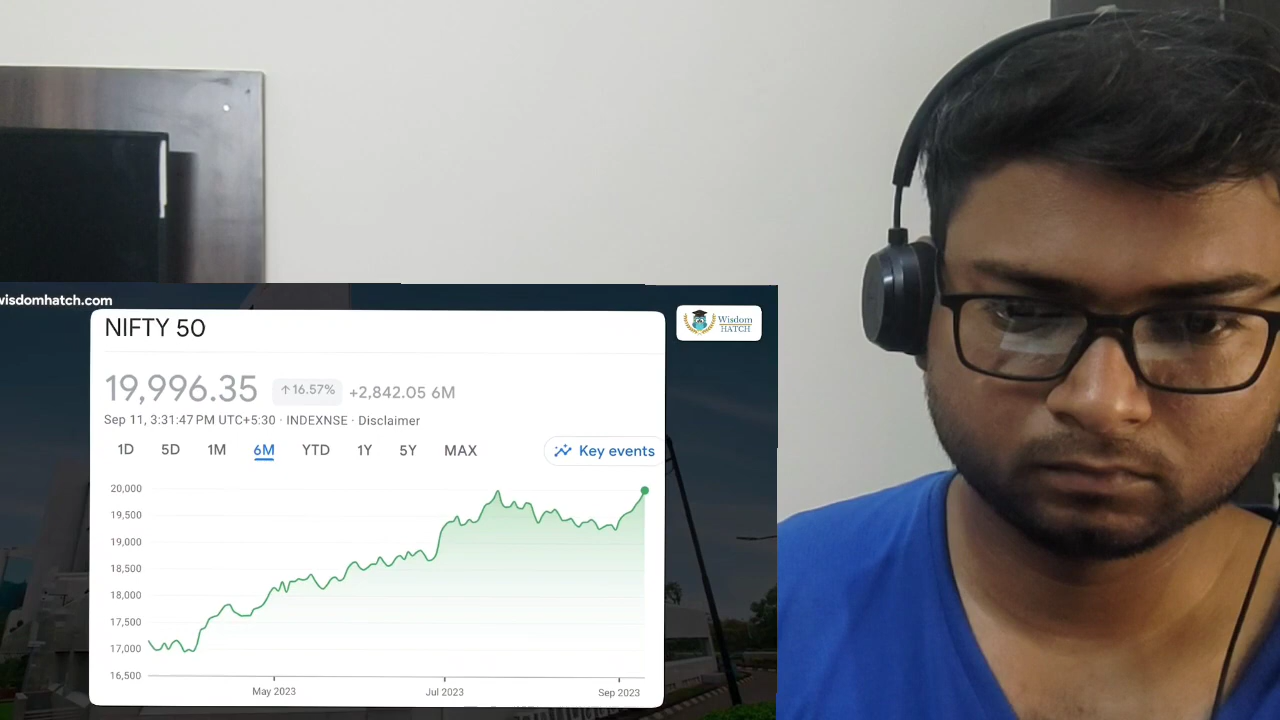 wisdomhatch.com
Wisdom
HATCH
NIFTY 50
19,996.35 ↑16.57% +2,842.05 6M
Sep 11, 3:31:47 PM UTC+5:30 · INDEXNSE · Disclaimer
1D 5D 1M 6M YTD 1Y 5Y MAX Key events
20,000
19,500
19,000
18,500
18,000
17,500
17,000
16,500
May 2023 Jul 2023 Sep 2023